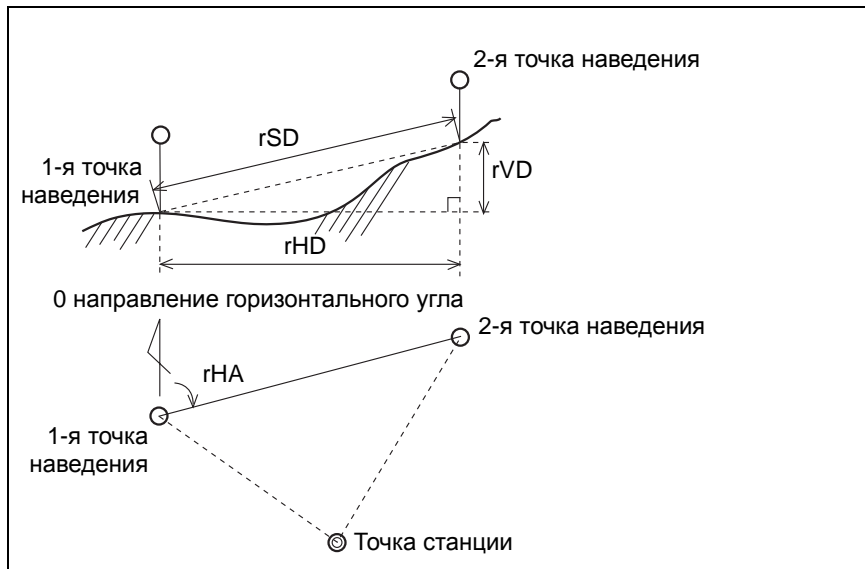 2-я точка наведения
rSD
1-я точка
наведения
rVD
rHD
0 направление горизонтального угла
2-я точка наведения
rHA
1-я точка
наведения
Точка станции